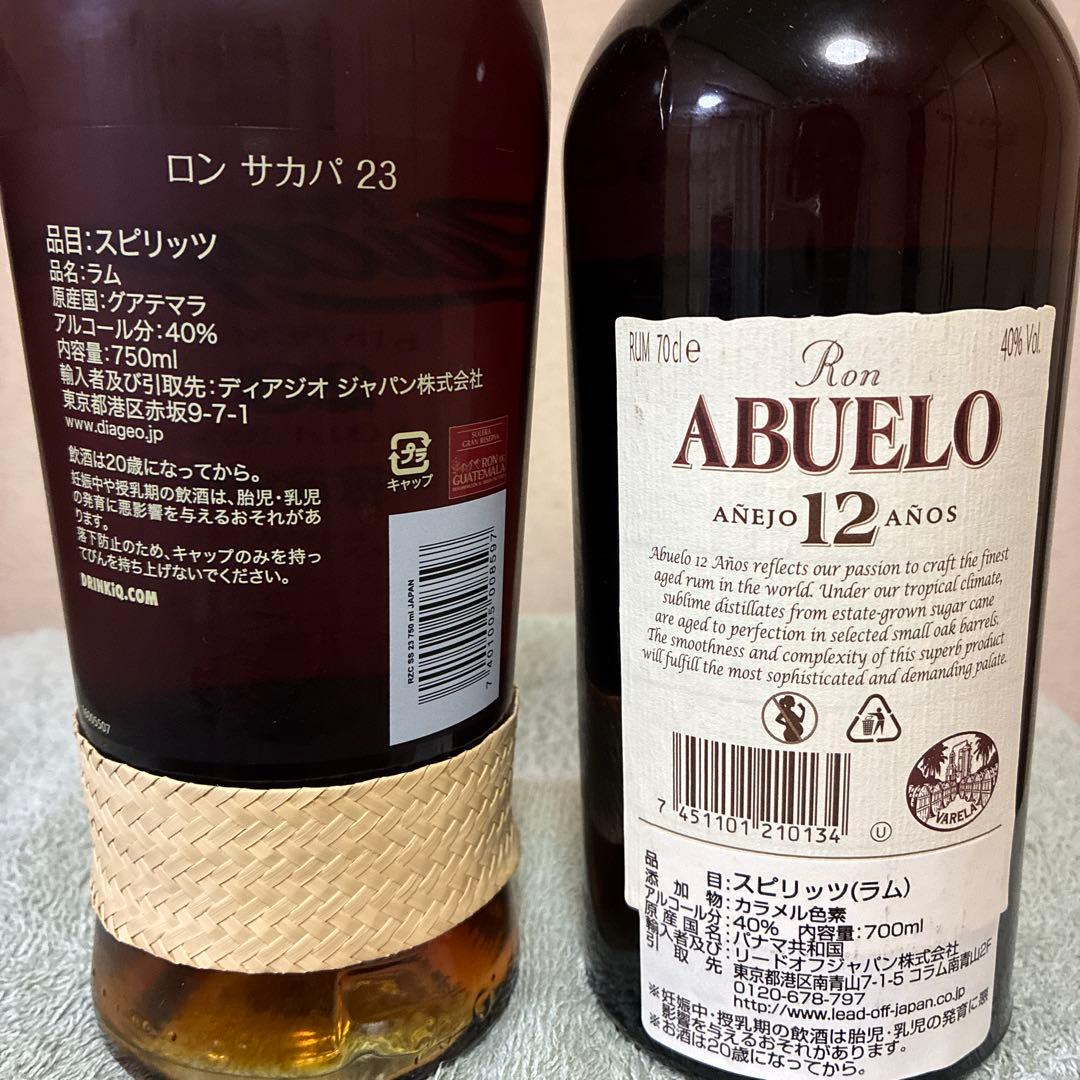 ロン サカパ 23
品目:スピリッツ
品名:ラム
原産国:グアテマラ
アルコール分:40%
内容量:750ml
輸入者及び引取先:ディアジオ ジャパン株式会社
東京都港区赤坂9-7-1
www.diageo.jp
飲酒は20歳になってから。
妊娠中や授乳期の飲酒は、胎児・乳児
の発育に悪影響を与えるおそれがあ
ります。
落下防止のため、キャップのみを持っ
てびんを持ち上げないでください。
DRINKiQ.COM
プラ
キャップ
SOLERA
GRAN RESERVA
RON DE
GUATEMALA
RZC SS 23 750 ml JAPAN
7 401005 008597
RUM 70cl e
40% Vol.
Ron
ABUELO
AÑEJO 12 AÑOS
Abuelo 12 Años reflects our passion to craft the finest
aged rum in the world. Under our tropical climate,
sublime distillates from estate-grown sugar cane
are aged to perfection in selected small oak barrels.
The smoothness and complexity of this superb product
will fulfill the most sophisticated and demanding palate.
7 451101 210134
U
VARELA
品目:スピリッツ(ラム)
添加物:カラメル色素
アルコール分:40% 内容量:700ml
原産国名:パナマ共和国
輸入者及び:リードオフジャパン株式会社
引取先 東京都港区南青山7-1-5 コラム南青山2F
0120-678-797
http://www.lead-off-japan.co.jp
※妊娠中・授乳期の飲酒は胎児・乳児の発育に悪
影響を与えるおそれがあります。
※お酒は20歳になってから。